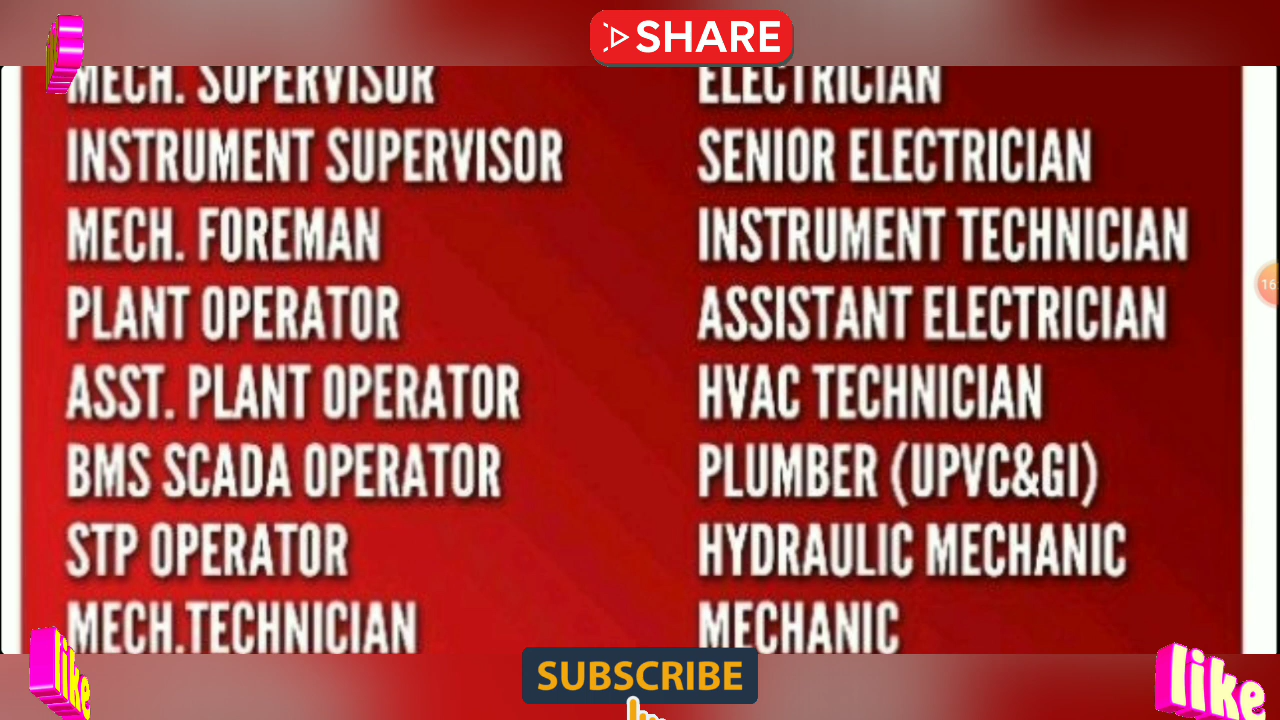 SHARE
MECH. SUPERVISOR
INSTRUMENT SUPERVISOR
MECH. FOREMAN
PLANT OPERATOR
ASST. PLANT OPERATOR
BMS SCADA OPERATOR
STP OPERATOR
MECH.TECHNICIAN
ELECTRICIAN
SENIOR ELECTRICIAN
INSTRUMENT TECHNICIAN
ASSISTANT ELECTRICIAN
HVAC TECHNICIAN
PLUMBER (UPVC&GI)
HYDRAULIC MECHANIC
MECHANIC
16
like
SUBSCRIBE
like